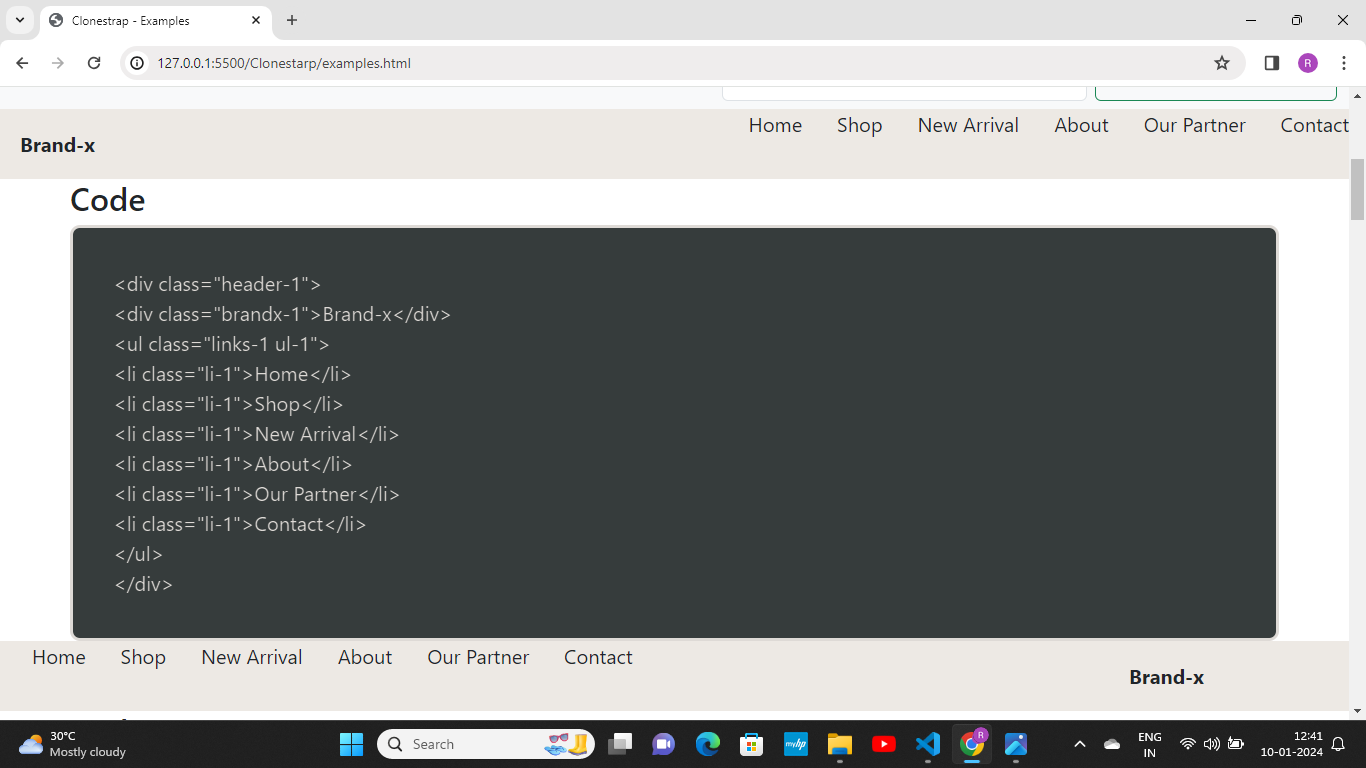 Clonestrap - Examples
127.0.0.1:5500/Clonestarp/examples.html
R
Home Shop New Arrival About Our Partner Contact
Brand-x
Code
<div class="header-1">
<div class="brandx-1">Brand-x</div>
<ul class="links-1 ul-1">
<li class="li-1">Home</li>
<li class="li-1">Shop</li>
<li class="li-1">New Arrival</li>
<li class="li-1">About</li>
<li class="li-1">Our Partner</li>
<li class="li-1">Contact</li>
</ul>
</div>
Home Shop New Arrival About Our Partner Contact
Brand-x
30°C
Mostly cloudy
Search
myhp
R
ENG
IN
12:41
10-01-2024